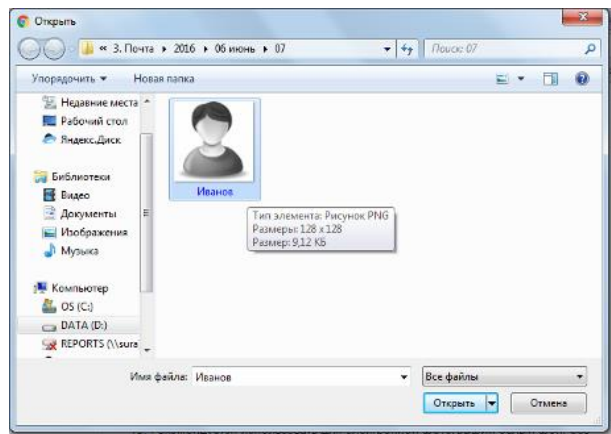 Открыть
« 3. Почта ▸ 2016 ▸ 06 июнь ▸ 07
Поиск: 07
Упорядочить ▾ Новая папка
Недавние места
Рабочий стол
Яндекс.Диск
Библиотеки
Видео
Документы
Изображения
Музыка
Компьютер
OS (C:)
DATA (D:)
REPORTS (\\sura
Иванов
Тип элемента: Рисунок PNG
Размеры: 128 x 128
Размер: 9,12 КБ
Имя файла: Иванов
Все файлы
Открыть
Отмена